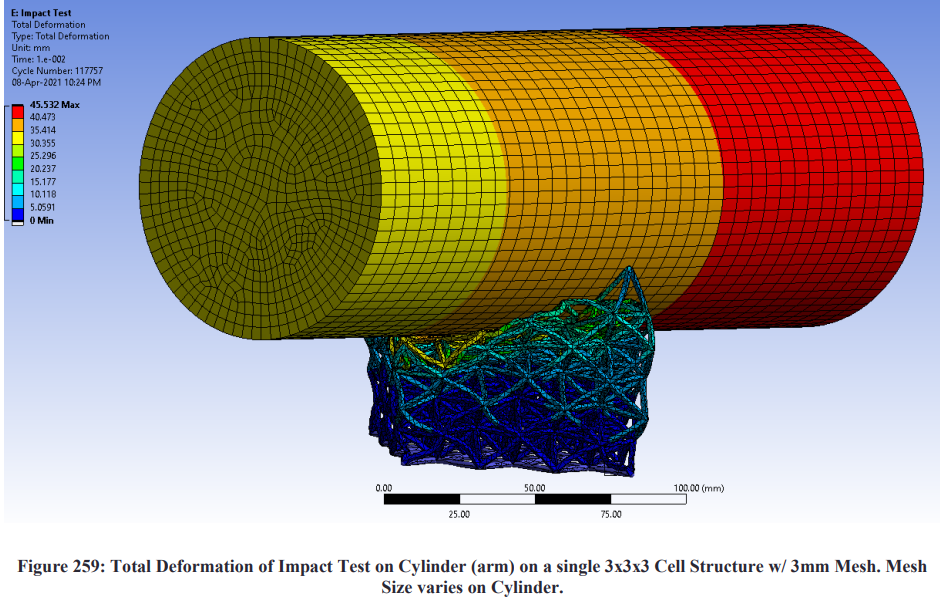 E: Impact Test
Total Deformation
Type: Total Deformation
Unit: mm
Time: 1.e-002
Cycle Number: 117757
08-Apr-2021 10:24 PM
45.532 Max
40.473
35.414
30.355
25.296
20.237
15.177
10.118
5.0591
0 Min
0.00 50.00 100.00 (mm)
25.00 75.00
Figure 259: Total Deformation of Impact Test on Cylinder (arm) on a single 3x3x3 Cell Structure w/ 3mm Mesh. Mesh
Size varies on Cylinder.